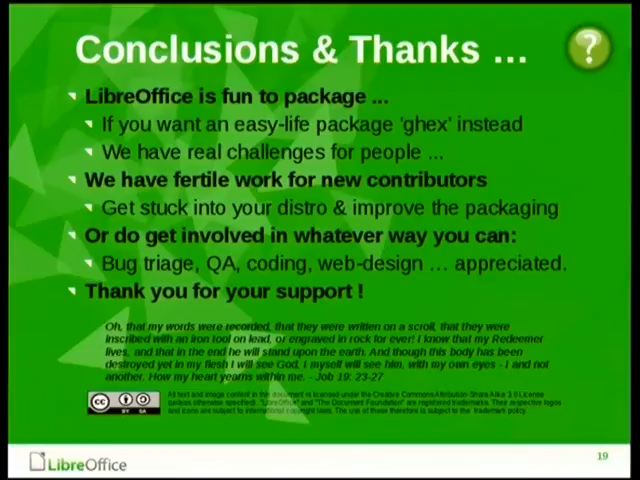 Conclusions & Thanks ...
?
LibreOffice is fun to package ...
If you want an easy-life package 'ghex' instead
We have real challenges for people ...
We have fertile work for new contributors
Get stuck into your distro & improve the packaging
Or do get involved in whatever way you can:
Bug triage, QA, coding, web-design ... appreciated.
Thank you for your support !
Oh, that my words were recorded, that they were written on a scroll, that they were
inscribed with an iron tool on lead, or engraved in rock for ever! I know that my Redeemer
lives, and that in the end he will stand upon the earth. And though this body has been
destroyed yet in my flesh I will see God, I myself will see him, with my own eyes - I and not
another. How my heart yearns within me. - Job 19: 23-27
cc BY SA
All text and image content in this document is licensed under the Creative Commons Attribution-Share Alike 3.0 License
(unless otherwise specified). "LibreOffice" and "The Document Foundation" are registered trademarks. Their respective logos
and icons are subject to international copyright laws. The use of these therefore is subject to the trademark policy
LibreOffice
19